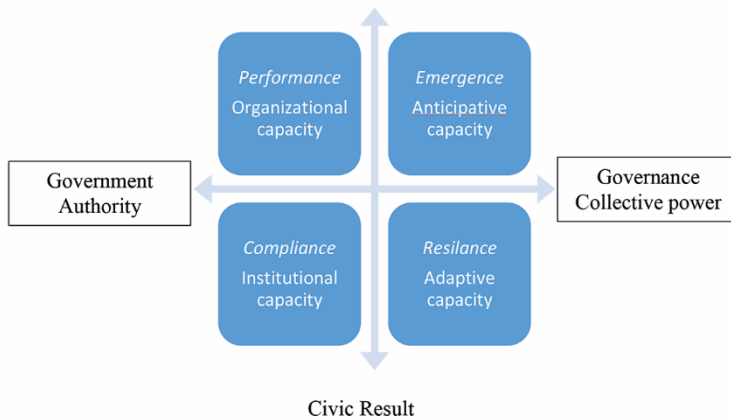 Performance
Organizational
capacity
Emergence
Anticipative
capacity
Government
Authority
Governance
Collective power
Compliance
Institutional
capacity
Resilance
Adaptive
capacity
Civic Result